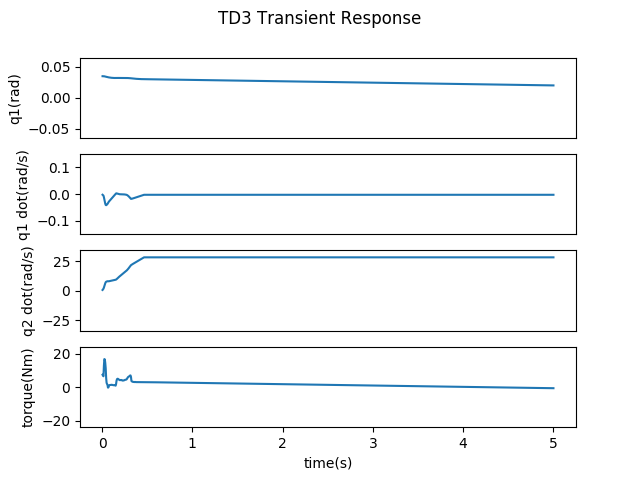 TD3 Transient Response
q1(rad)
0.05
0.00
−0.05
q1 dot(rad/s)
0.1
0.0
−0.1
q2 dot(rad/s)
25
0
−25
torque(Nm)
20
0
−20
0 1 2 3 4 5
time(s)